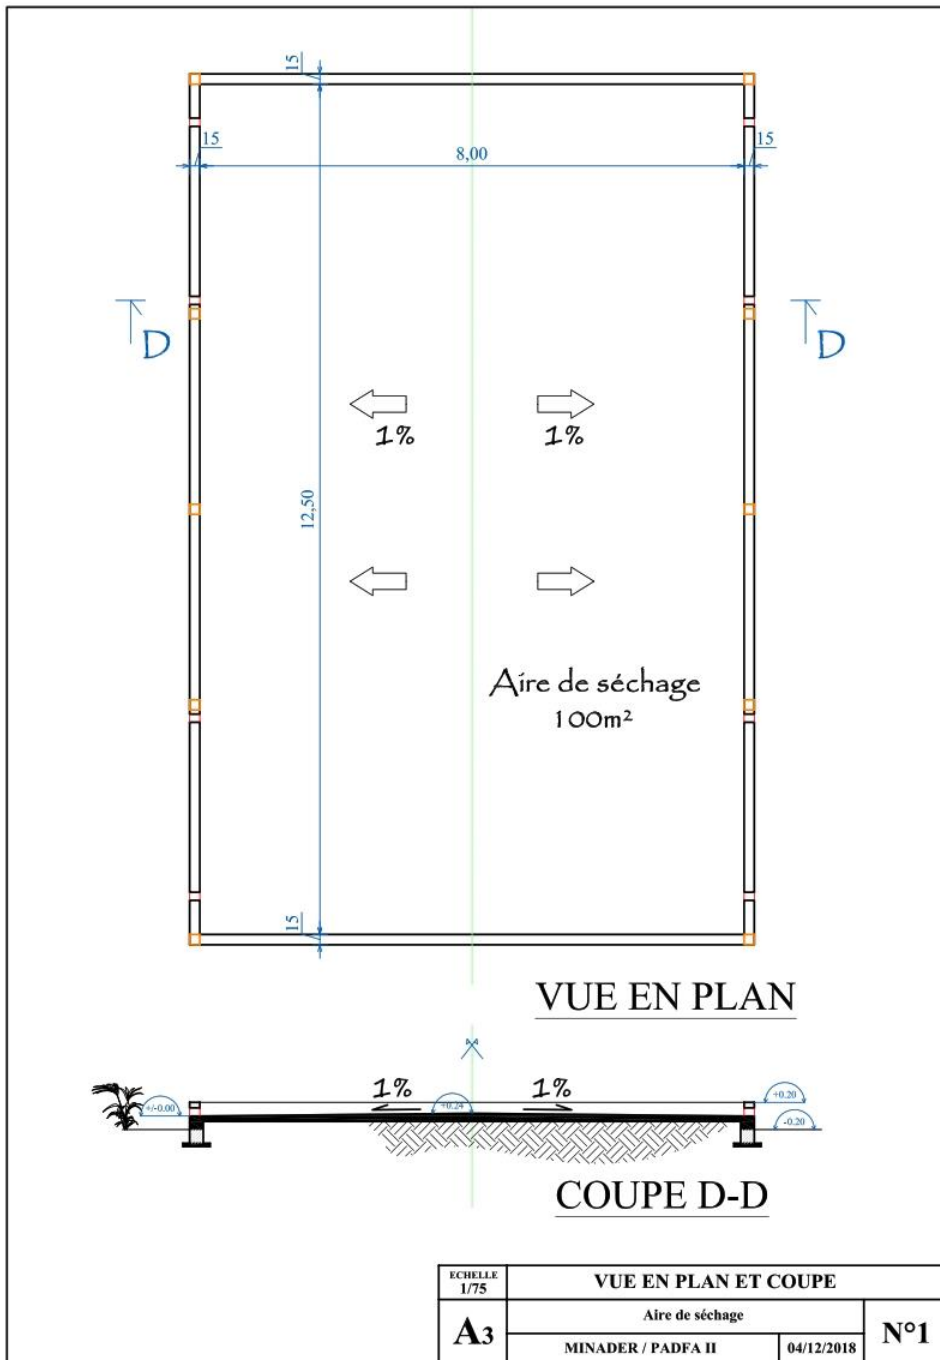 15
15
8,00
15
D
D
1%
1%
12,50
Aire de séchage
100m²
15
VUE EN PLAN
1%
1%
+/-0.00
+0.24
+0.20
-0.20
COUPE D-D
ECHELLE
1/75
VUE EN PLAN ET COUPE
A3
Aire de séchage
N°1
MINADER / PADFA II
04/12/2018